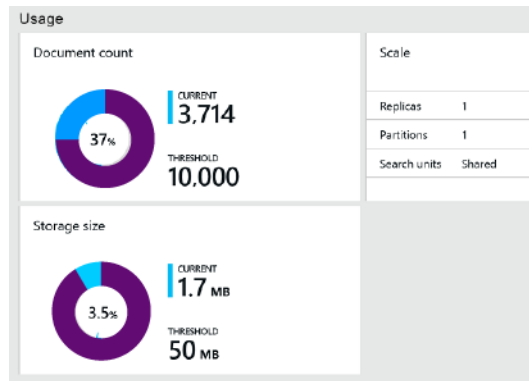 Usage
Document count
37%
CURRENT
3,714
THRESHOLD
10,000
Scale
Replicas 1
Partitions 1
Search units Shared
Storage size
3.5%
CURRENT
1.7 MB
THRESHOLD
50 MB